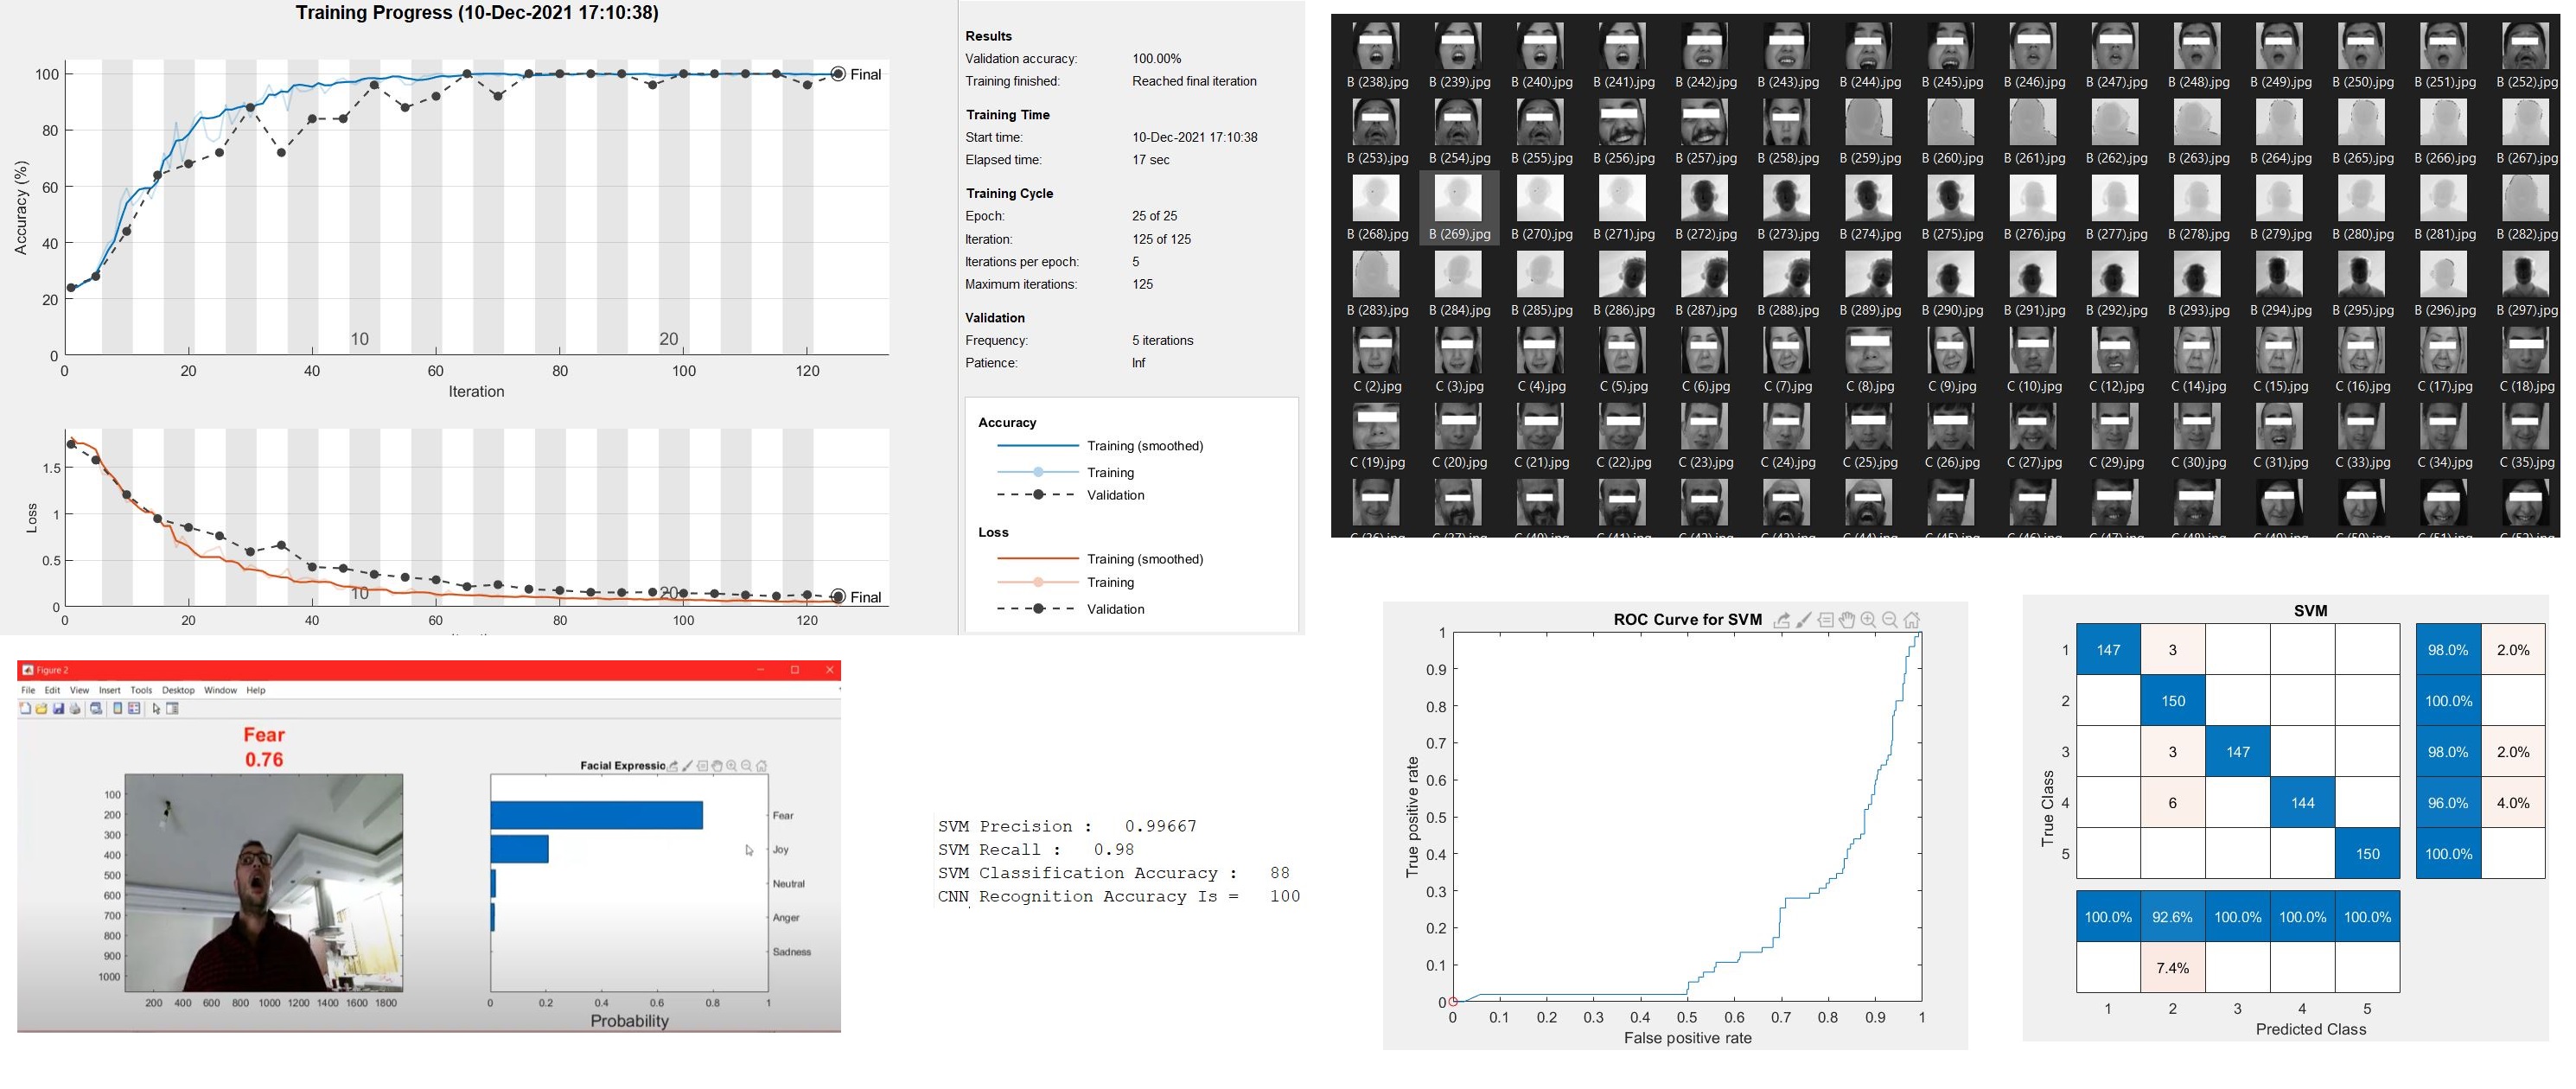 Training Progress (10-Dec-2021 17:10:38)
Accuracy (%)
100
80
60
40
20
0
10
20
Final
0 20 40 60 80 100 120
Iteration
Loss
1.5
1
0.5
0
10
20
Final
0 20 40 60 80 100 120
Results
Validation accuracy: 100.00%
Training finished: Reached final iteration
Training Time
Start time: 10-Dec-2021 17:10:38
Elapsed time: 17 sec
Training Cycle
Epoch: 25 of 25
Iteration: 125 of 125
Iterations per epoch: 5
Maximum iterations: 125
Validation
Frequency: 5 iterations
Patience: Inf
Accuracy
Training (smoothed)
Training
Validation
Loss
Training (smoothed)
Training
Validation
B (238).jpg B (239).jpg B (240).jpg B (241).jpg B (242).jpg B (243).jpg B (244).jpg B (245).jpg B (246).jpg B (247).jpg B (248).jpg B (249).jpg B (250).jpg B (251).jpg B (252).jpg
B (253).jpg B (254).jpg B (255).jpg B (256).jpg B (257).jpg B (258).jpg B (259).jpg B (260).jpg B (261).jpg B (262).jpg B (263).jpg B (264).jpg B (265).jpg B (266).jpg B (267).jpg
B (268).jpg B (269).jpg B (270).jpg B (271).jpg B (272).jpg B (273).jpg B (274).jpg B (275).jpg B (276).jpg B (277).jpg B (278).jpg B (279).jpg B (280).jpg B (281).jpg B (282).jpg
B (283).jpg B (284).jpg B (285).jpg B (286).jpg B (287).jpg B (288).jpg B (289).jpg B (290).jpg B (291).jpg B (292).jpg B (293).jpg B (294).jpg B (295).jpg B (296).jpg B (297).jpg
C (2).jpg C (3).jpg C (4).jpg C (5).jpg C (6).jpg C (7).jpg C (8).jpg C (9).jpg C (10).jpg C (12).jpg C (14).jpg C (15).jpg C (16).jpg C (17).jpg C (18).jpg
C (19).jpg C (20).jpg C (21).jpg C (22).jpg C (23).jpg C (24).jpg C (25).jpg C (26).jpg C (27).jpg C (29).jpg C (30).jpg C (31).jpg C (33).jpg C (34).jpg C (35).jpg
Figure 2
File Edit View Insert Tools Desktop Window Help
Fear
0.76
100
200
300
400
500
600
700
800
900
1000
200 400 600 800 1000 1200 1400 1600 1800
Facial Expressio
Fear
Joy
Neutral
Anger
Sadness
0 0.2 0.4 0.6 0.8 1
Probability
SVM Precision : 0.99667
SVM Recall : 0.98
SVM Classification Accuracy : 88
CNN Recognition Accuracy Is = 100
ROC Curve for SVM
True positive rate
1
0.9
0.8
0.7
0.6
0.5
0.4
0.3
0.2
0.1
0
0 0.1 0.2 0.3 0.4 0.5 0.6 0.7 0.8 0.9 1
False positive rate
SVM
True Class
1 147 3 98.0% 2.0%
2 150 100.0%
3 3 147 98.0% 2.0%
4 6 144 96.0% 4.0%
5 150 100.0%
100.0% 92.6% 100.0% 100.0% 100.0%
7.4%
1 2 3 4 5
Predicted Class